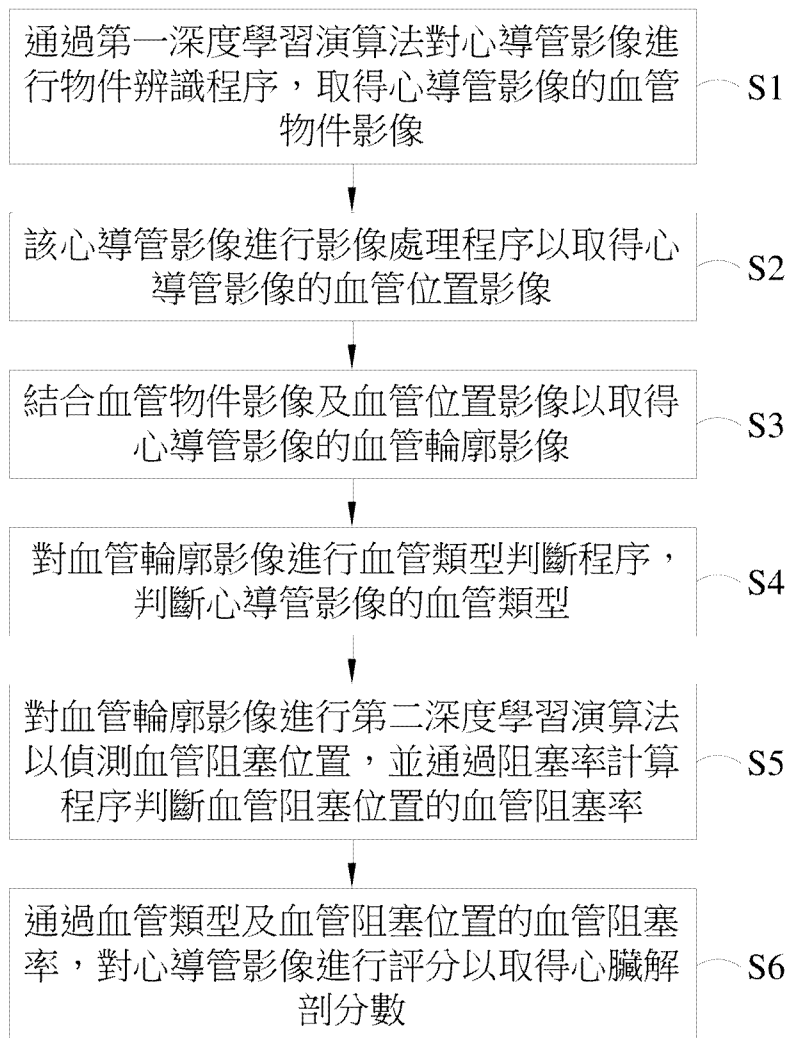 通過第一深度學習演算法對心導管影像進
行物件辨識程序，取得心導管影像的血管
物件影像
S1
該心導管影像進行影像處理程序以取得心
導管影像的血管位置影像
S2
結合血管物件影像及血管位置影像以取得
心導管影像的血管輪廓影像
S3
對血管輪廓影像進行血管類型判斷程序，
判斷心導管影像的血管類型
S4
對血管輪廓影像進行第二深度學習演算法
以偵測血管阻塞位置，並通過阻塞率計算
程序判斷血管阻塞位置的血管阻塞率
S5
通過血管類型及血管阻塞位置的血管阻塞
率，對心導管影像進行評分以取得心臟解
剖分數
S6